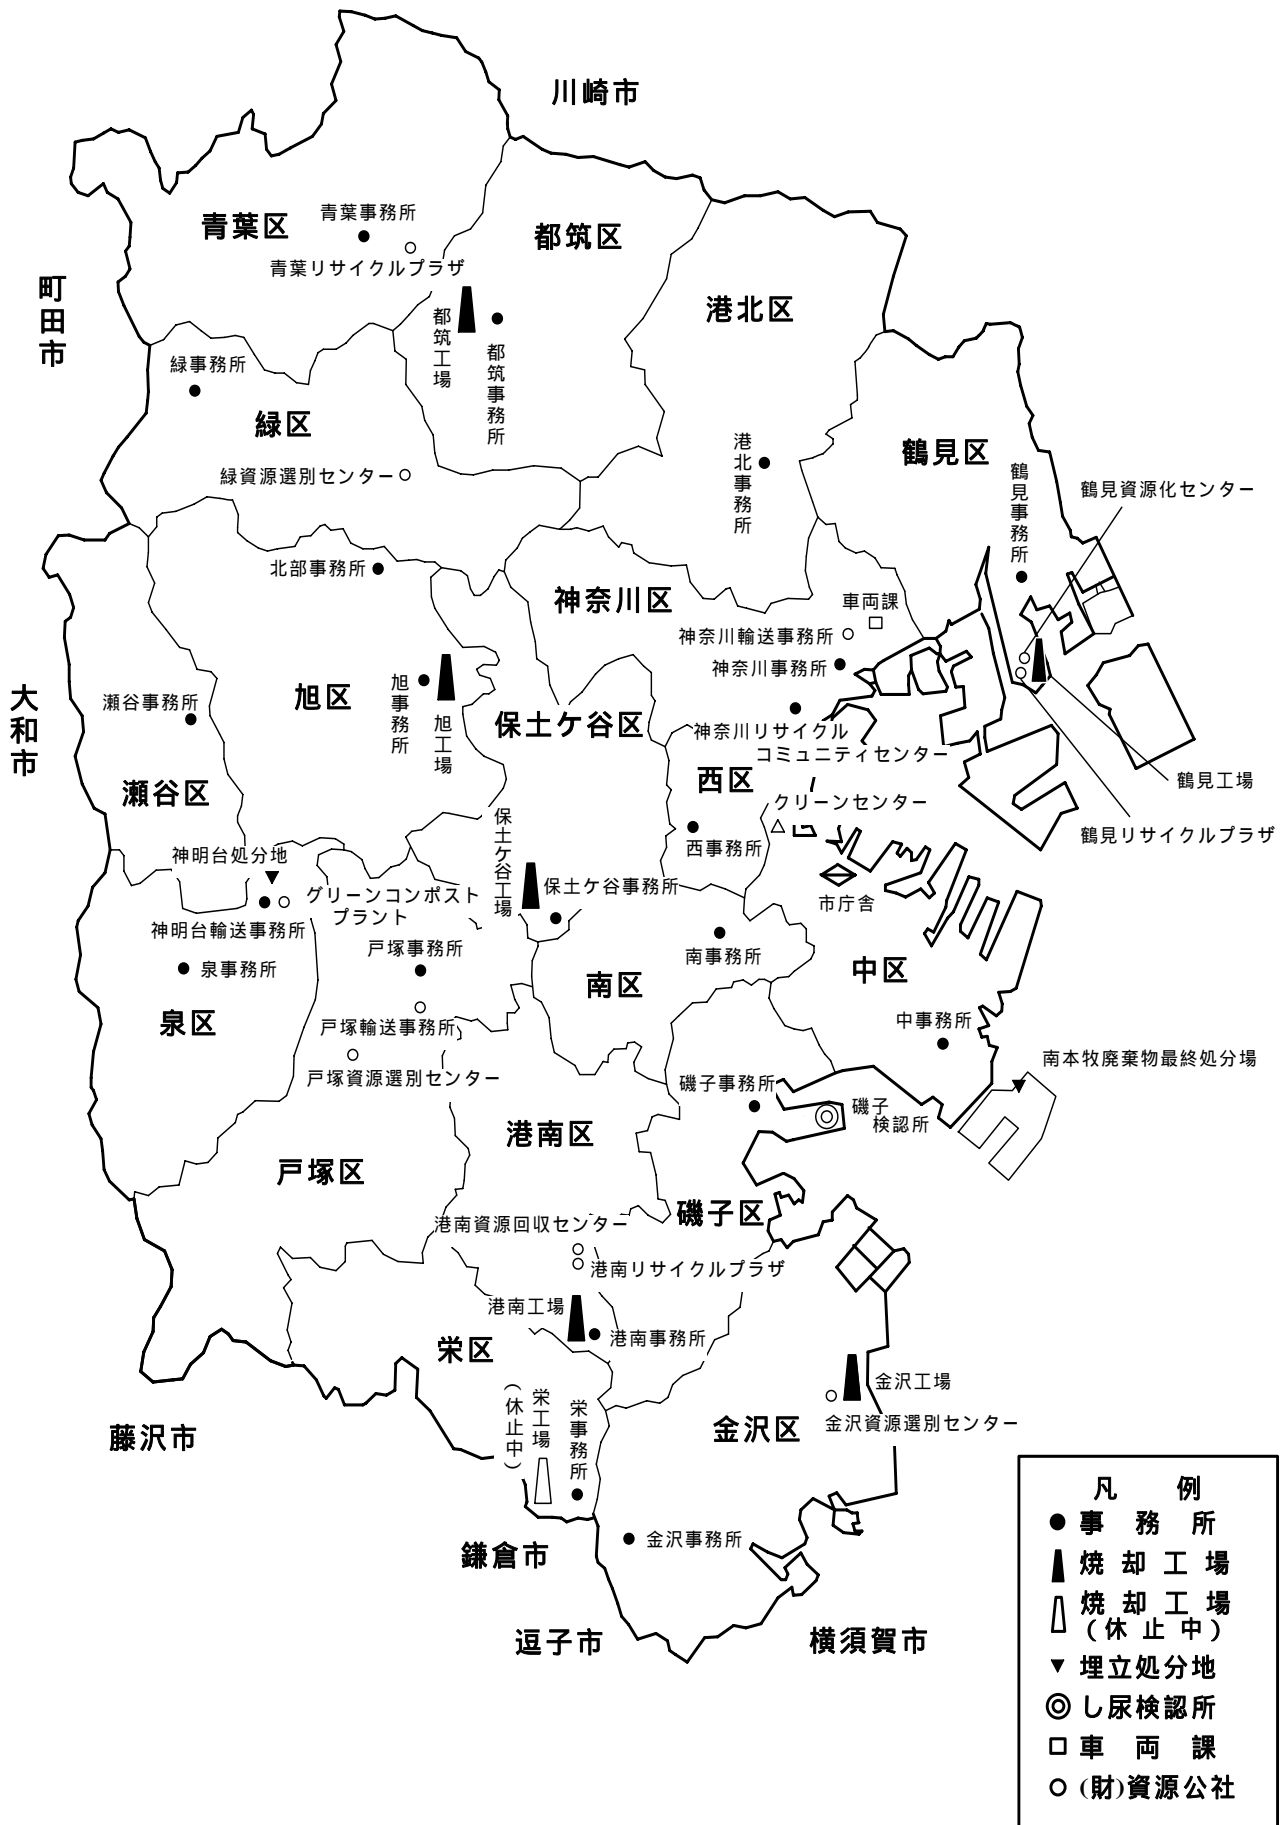 川崎市
青葉区
青葉事務所
青葉リサイクルプラザ
都筑区
町田市
都筑工場
都筑事務所
港北区
緑事務所
緑区
緑資源選別センター
港北事務所
鶴見区
鶴見事務所
鶴見資源化センター
北部事務所
神奈川区
車両課
神奈川輸送事務所
神奈川事務所
大和市
瀬谷事務所
旭区
旭事務所
旭工場
保土ケ谷区
神奈川リサイクル
コミュニティセンター
鶴見工場
西区
瀬谷区
クリーンセンター
鶴見リサイクルプラザ
保土ケ谷工場
西事務所
神明台処分地
保土ケ谷事務所
グリーンコンポスト
プラント
市庁舎
神明台輸送事務所
戸塚事務所
南事務所
泉事務所
南区
中区
泉区
戸塚輸送事務所
中事務所
南本牧廃棄物最終処分場
戸塚資源選別センター
磯子事務所
磯子
検認所
港南区
戸塚区
磯子区
港南資源回収センター
港南リサイクルプラザ
港南工場
港南事務所
栄区
金沢工場
金沢資源選別センター
栄工場
(休止中)
栄事務所
金沢区
藤沢市
金沢事務所
鎌倉市
逗子市
横須賀市
凡 例
事 務 所
焼 却 工 場
焼 却 工 場
(休 止 中)
埋立処分地
し尿検認所
車 両 課
(財)資源公社